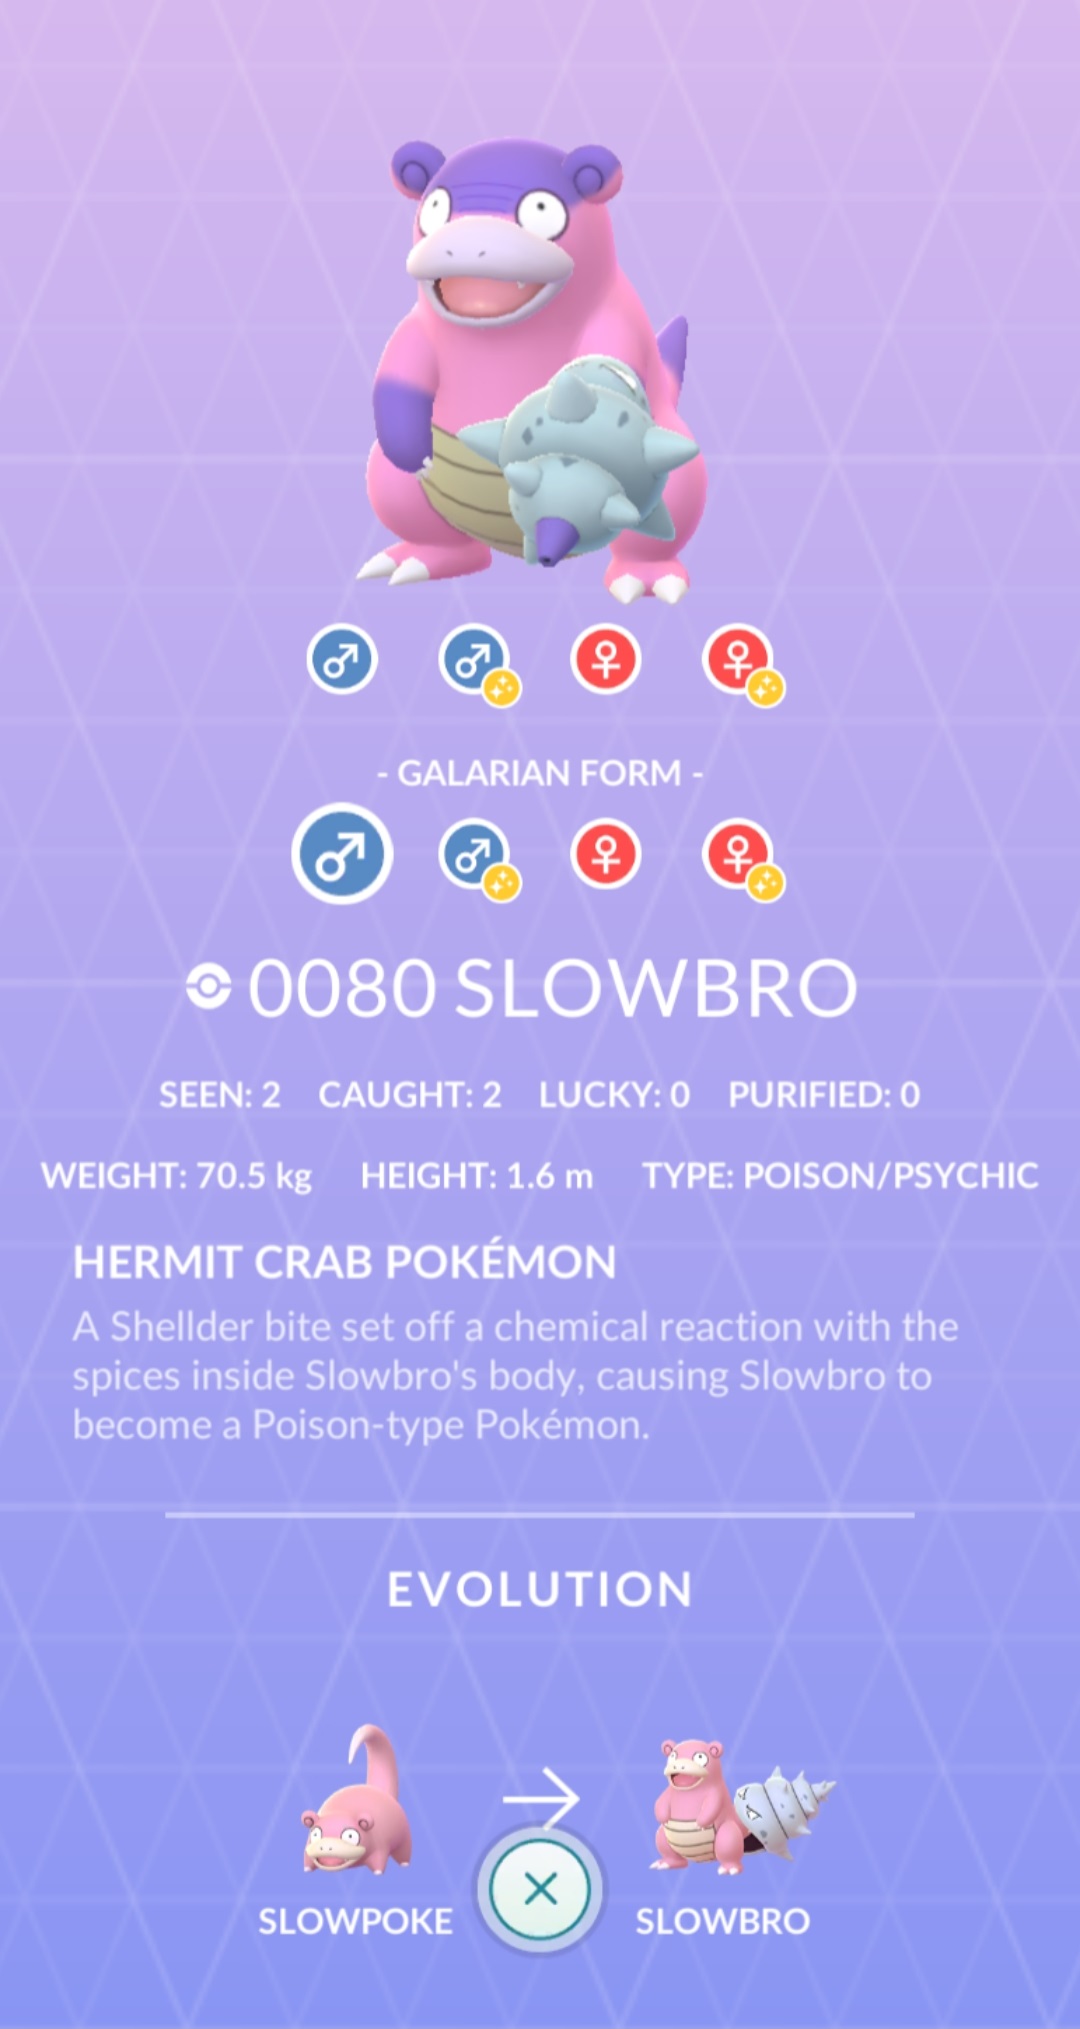 - GALARIAN FORM -
0080 SLOWBRO
SEEN: 2 CAUGHT: 2 LUCKY: 0 PURIFIED: 0
WEIGHT: 70.5 kg HEIGHT: 1.6 m TYPE: POISON/PSYCHIC
HERMIT CRAB POKÉMON
A Shellder bite set off a chemical reaction with the
spices inside Slowbro's body, causing Slowbro to
become a Poison-type Pokémon.
EVOLUTION
SLOWPOKE SLOWBRO